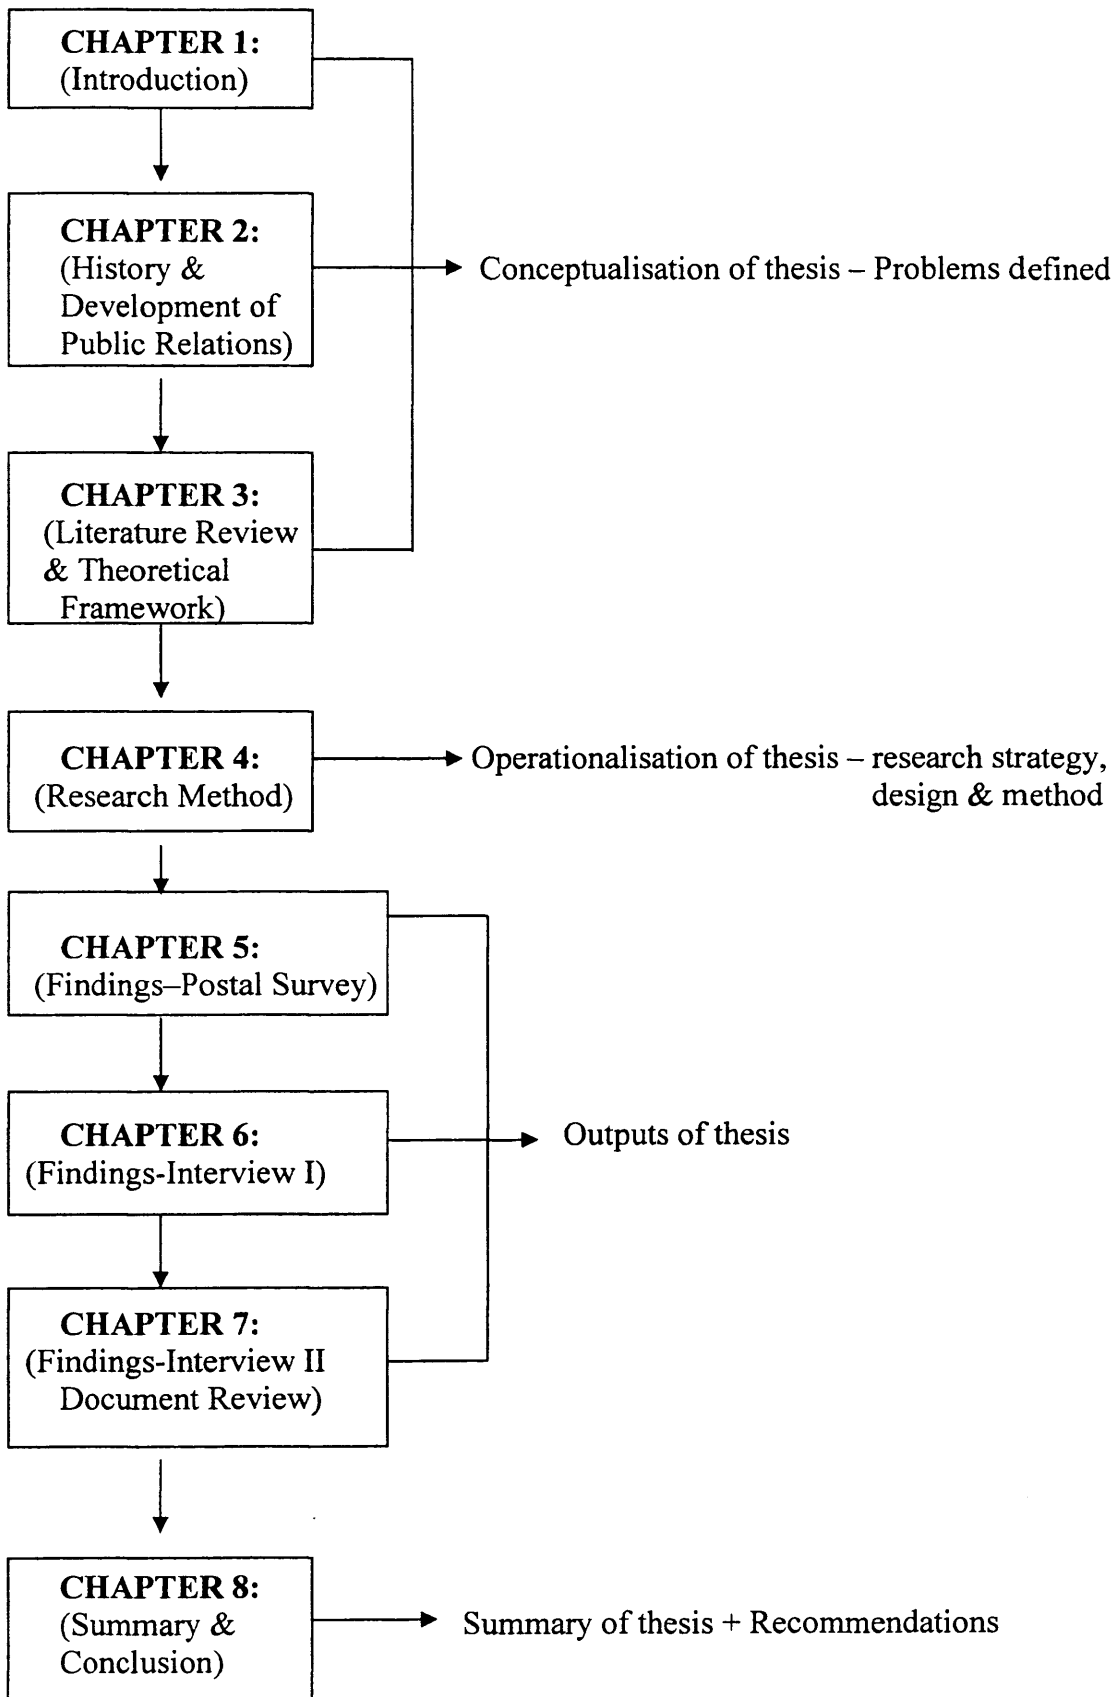 CHAPTER 1:
(Introduction)
CHAPTER 2:
(History &
Development of
Public Relations)
Conceptualisation of thesis – Problems defined
CHAPTER 3:
(Literature Review
& Theoretical
Framework)
CHAPTER 4:
(Research Method)
Operationalisation of thesis – research strategy,
design & method
CHAPTER 5:
(Findings–Postal Survey)
CHAPTER 6:
(Findings-Interview I)
Outputs of thesis
CHAPTER 7:
(Findings-Interview II
Document Review)
CHAPTER 8:
(Summary &
Conclusion)
Summary of thesis + Recommendations